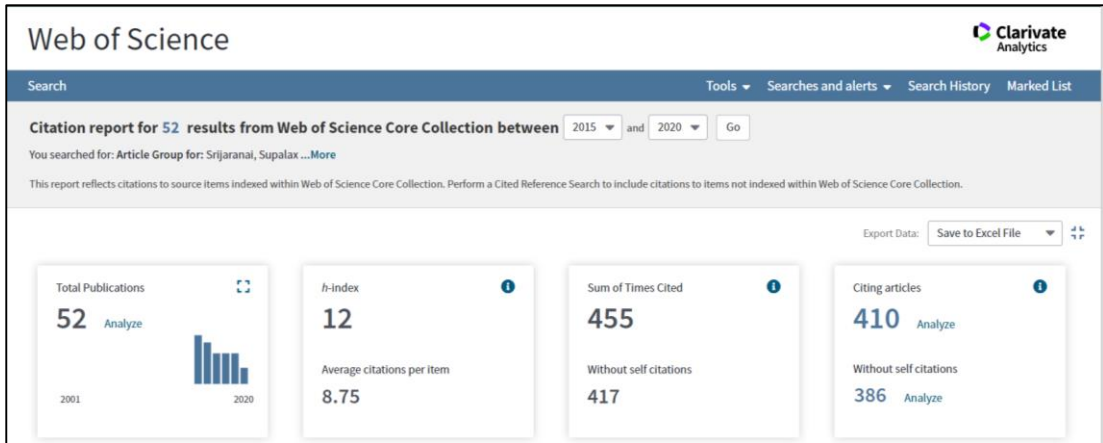 Web of Science
Clarivate
Analytics
Search
Tools Searches and alerts Search History Marked List
Citation report for 52 results from Web of Science Core Collection between 2015 and 2020 Go
You searched for: Article Group for: Srijaranai, Supalax ...More
This report reflects citations to source items indexed within Web of Science Core Collection. Perform a Cited Reference Search to include citations to items not indexed within Web of Science Core Collection.
Export Data: Save to Excel File
Total Publications
52 Analyze
2001 2020
h-index
12
Average citations per item
8.75
Sum of Times Cited
455
Without self citations
417
Citing articles
410 Analyze
Without self citations
386 Analyze